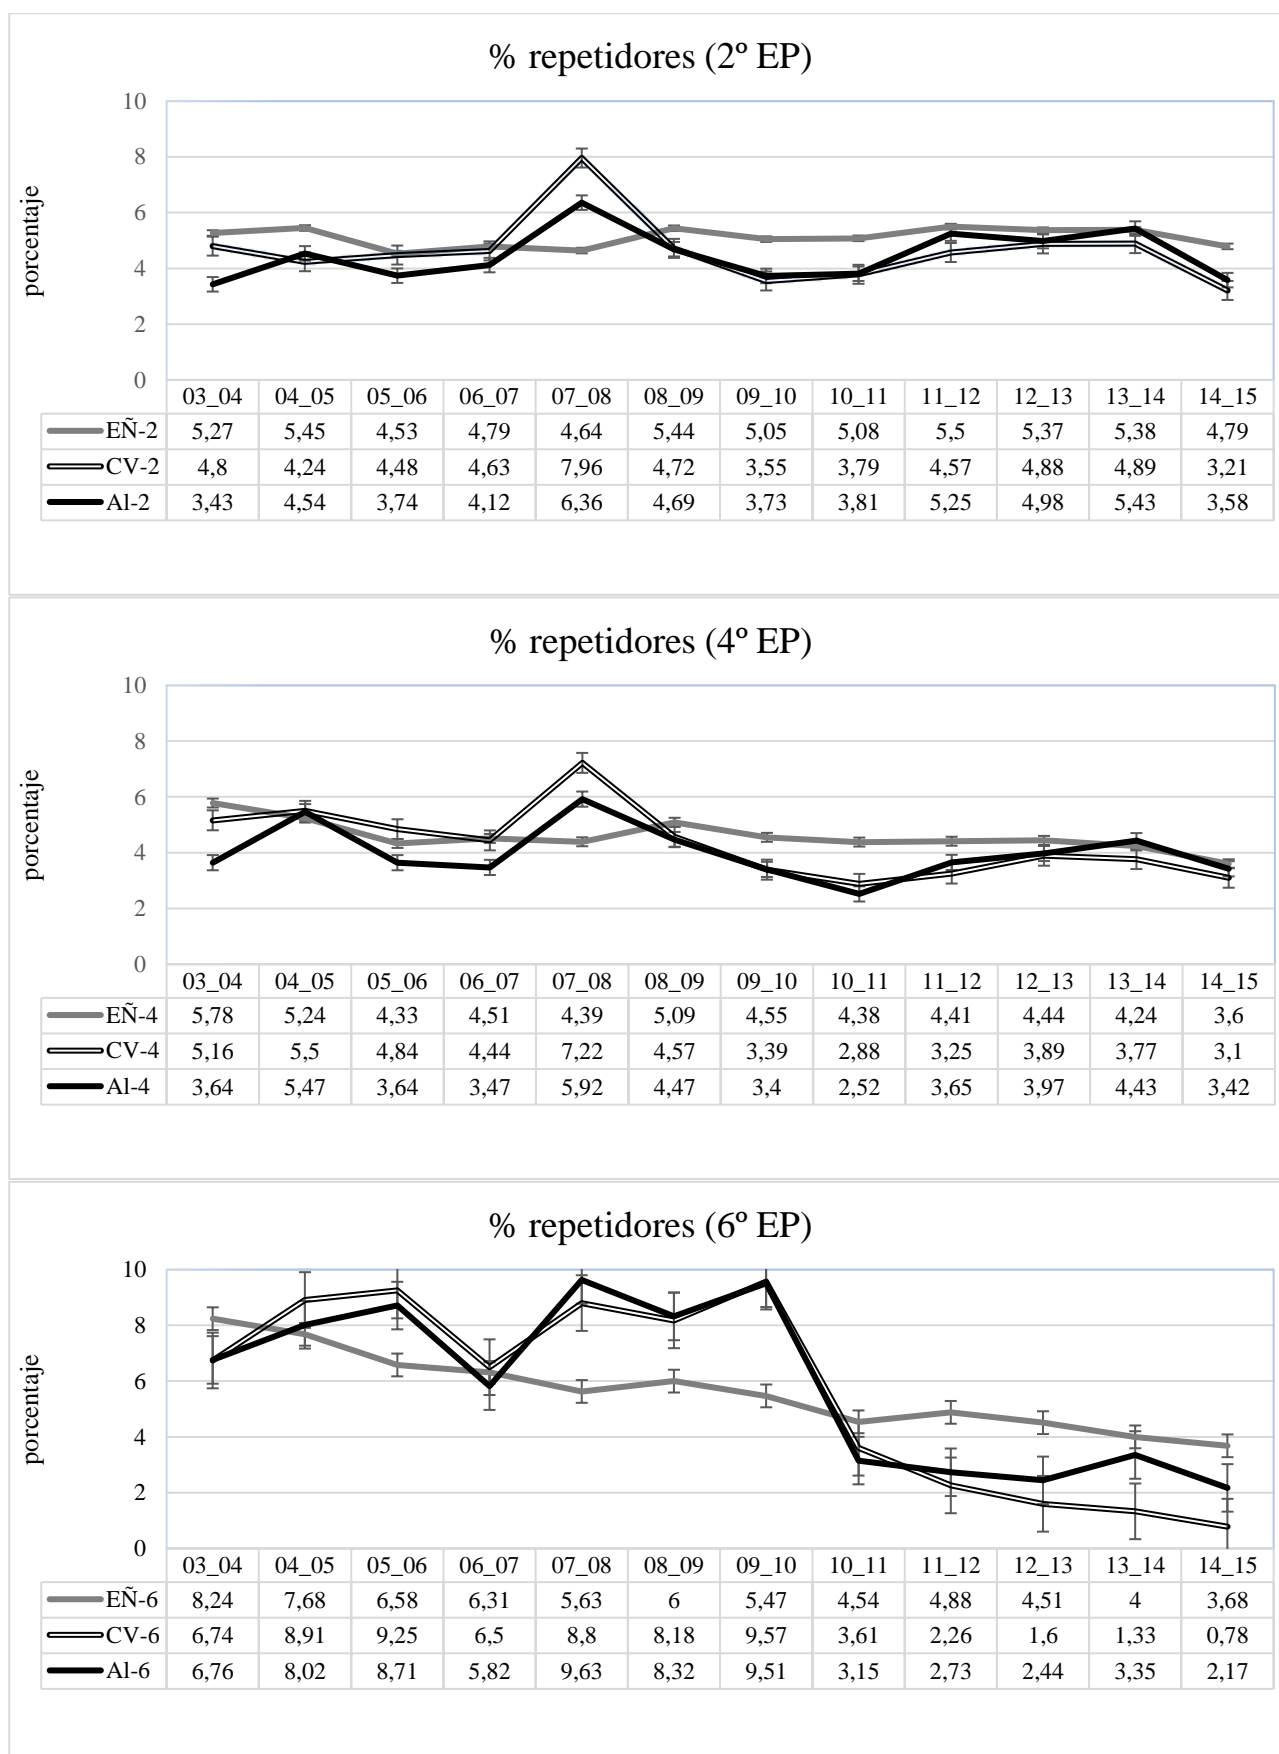 % repetidores (2º EP)
porcentaje
10
8
6
4
2
0
03_04 04_05 05_06 06_07 07_08 08_09 09_10 10_11 11_12 12_13 13_14 14_15
EÑ-2 5,27 5,45 4,53 4,79 4,64 5,44 5,05 5,08 5,5 5,37 5,38 4,79
CV-2 4,8 4,24 4,48 4,63 7,96 4,72 3,55 3,79 4,57 4,88 4,89 3,21
Al-2 3,43 4,54 3,74 4,12 6,36 4,69 3,73 3,81 5,25 4,98 5,43 3,58
% repetidores (4º EP)
porcentaje
10
8
6
4
2
0
03_04 04_05 05_06 06_07 07_08 08_09 09_10 10_11 11_12 12_13 13_14 14_15
EÑ-4 5,78 5,24 4,33 4,51 4,39 5,09 4,55 4,38 4,41 4,44 4,24 3,6
CV-4 5,16 5,5 4,84 4,44 7,22 4,57 3,39 2,88 3,25 3,89 3,77 3,1
Al-4 3,64 5,47 3,64 3,47 5,92 4,47 3,4 2,52 3,65 3,97 4,43 3,42
% repetidores (6º EP)
porcentaje
10
8
6
4
2
0
03_04 04_05 05_06 06_07 07_08 08_09 09_10 10_11 11_12 12_13 13_14 14_15
EÑ-6 8,24 7,68 6,58 6,31 5,63 6 5,47 4,54 4,88 4,51 4 3,68
CV-6 6,74 8,91 9,25 6,5 8,8 8,18 9,57 3,61 2,26 1,6 1,33 0,78
Al-6 6,76 8,02 8,71 5,82 9,63 8,32 9,51 3,15 2,73 2,44 3,35 2,17